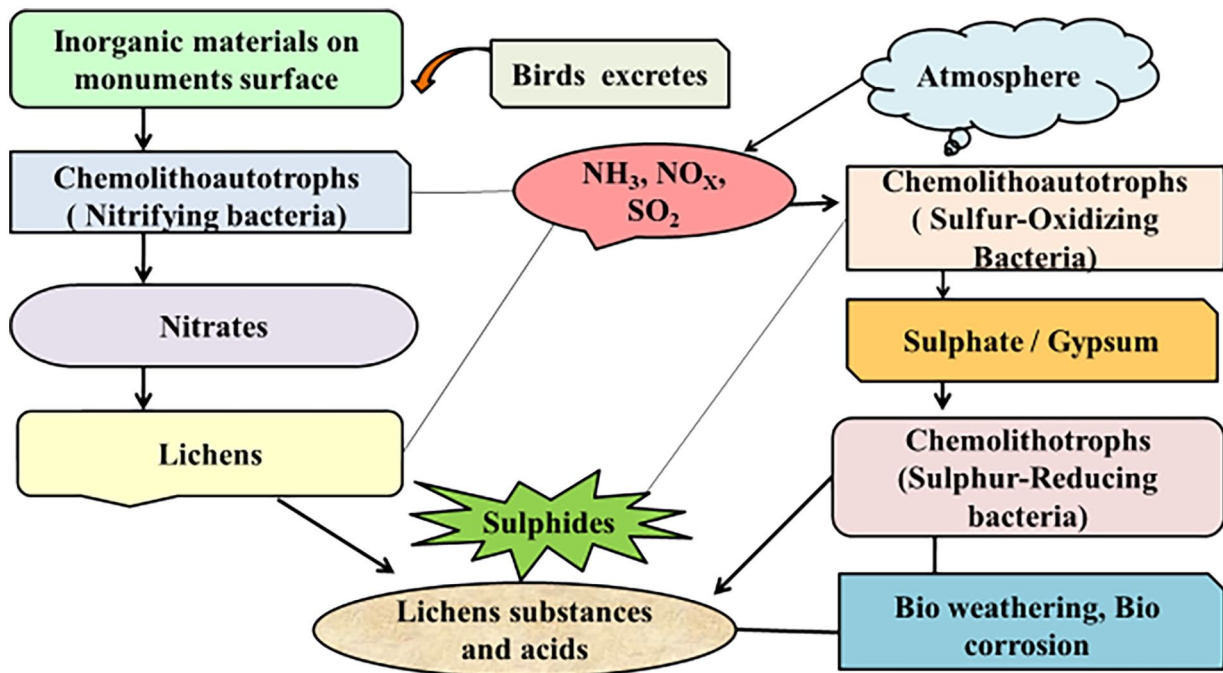 Inorganic materials on
monuments surface
Birds excretes
Atmosphere
Chemolithoautotrophs
( Nitrifying bacteria)
NH₃, NOₓ,
SO₂
Chemolithoautotrophs
( Sulfur-Oxidizing
Bacteria)
Nitrates
Sulphate / Gypsum
Lichens
Chemolithotrophs
(Sulphur-Reducing
bacteria)
Sulphides
Lichens substances
and acids
Bio weathering, Bio
corrosion